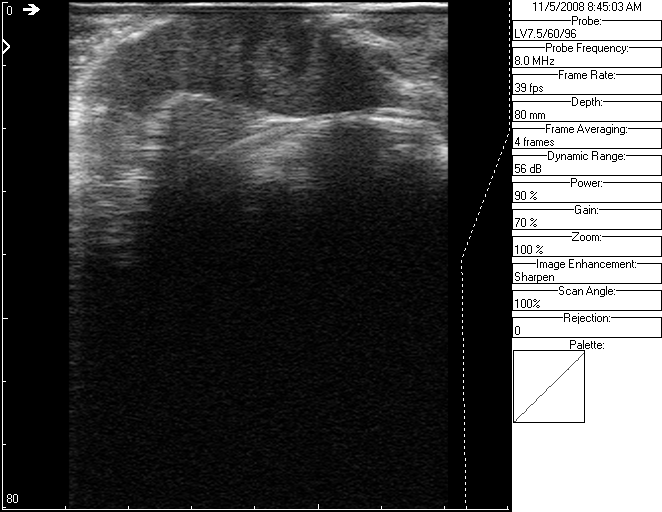 0
80
11/5/2008 8:45:03 AM
Probe:
LV7.5/60/96
Probe Frequency:
8.0 MHz
Frame Rate:
39 fps
Depth:
80 mm
Frame Averaging:
4 frames
Dynamic Range:
56 dB
Power:
90 %
Gain:
70 %
Zoom:
100 %
Image Enhancement:
Sharpen
Scan Angle:
100%
Rejection:
0
Palette: